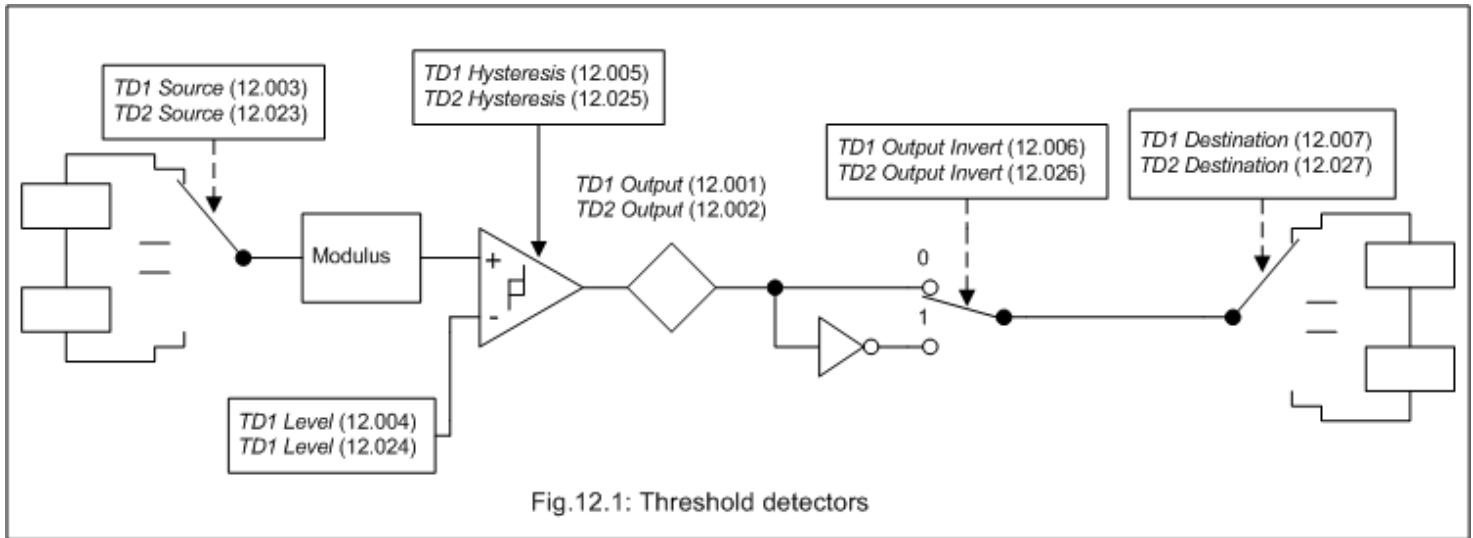 TD1 Source (12.003)
TD2 Source (12.023)
TD1 Hysteresis (12.005)
TD2 Hysteresis (12.025)
TD1 Output (12.001)
TD2 Output (12.002)
TD1 Output Invert (12.006)
TD2 Output Invert (12.026)
TD1 Destination (12.007)
TD2 Destination (12.027)
Modulus
+
-
0
1
TD1 Level (12.004)
TD1 Level (12.024)
Fig.12.1: Threshold detectors